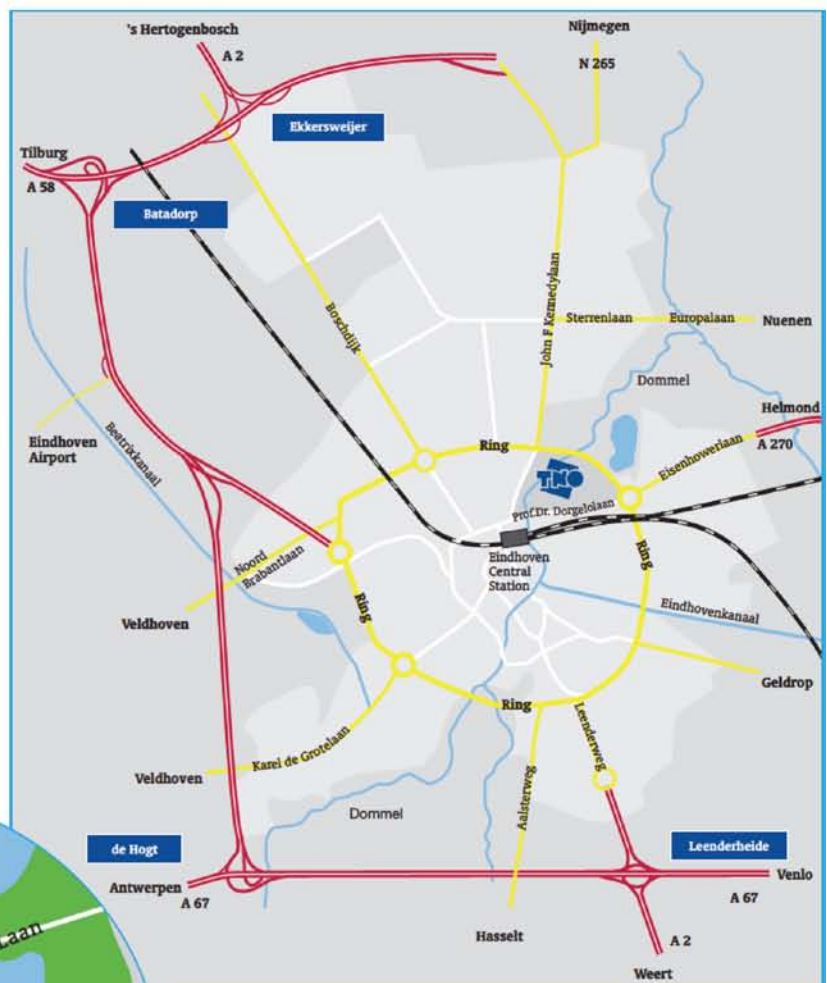 's Hertogenbosch
A 2
Nijmegen
N 265
Ekkersweijer
Tilburg
A 58
Batadorp
Boschdijk
John F Kennedylaan
Sterrenlaan
Europalaan
Nuenen
Dommel
Helmond
A 270
Eindhoven
Airport
Beatrixkanaal
Ring
Eisenhowerlaan
TNO
Prof.Dr. Dorgelolaan
Eindhoven
Central
Station
Noord
Brabantlaan
Ring
Ring
Veldhoven
Eindhovenkanaal
Geldrop
Ring
Leenderweg
Karel de Grotelaan
Veldhoven
Aalsterweg
Dommel
de Hogt
Leenderheide
Antwerpen
A 67
Venlo
A 67
Hasselt
A 2
Weert